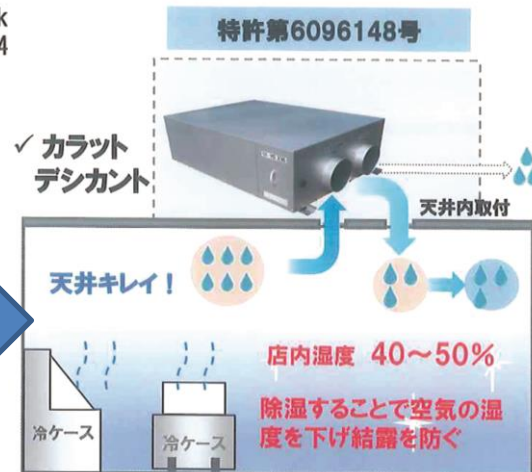 k
4
特許第6096148号
✓ カラット
デシカント
天井内取付
天井キレイ！
店内湿度 40～50%
除湿することで空気の湿
度を下げ結露を防ぐ
冷ケース
冷ケース